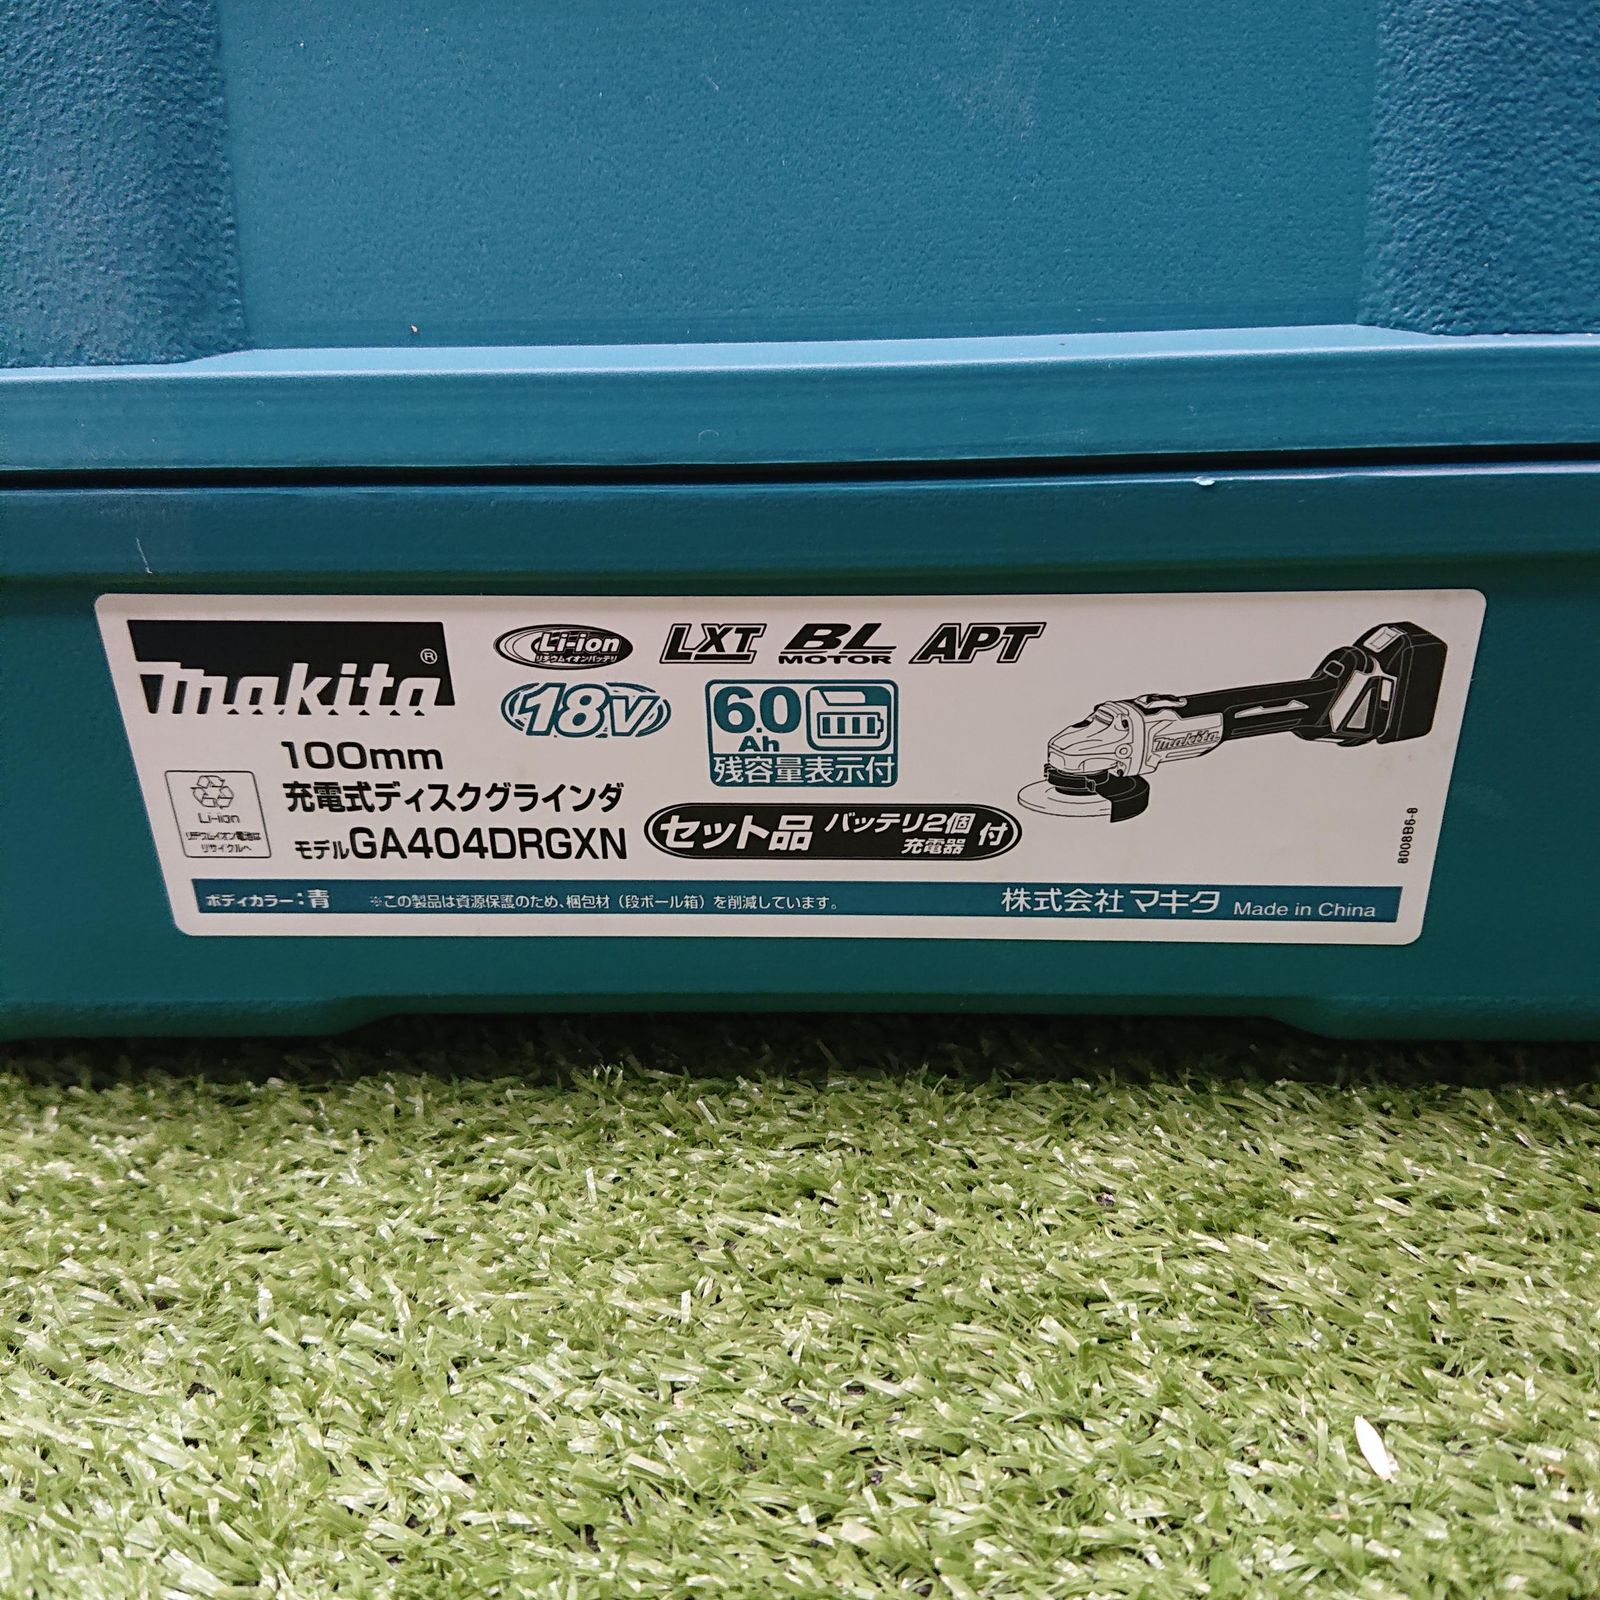 makita®
Li-ion
リチウムイオンバッテリ
LXT
BL
MOTOR
APT
18V
6.0
Ah
残容量表示付
100mm
充電式ディスクグラインダ
モデルGA404DRGXN
Li-ion
リチウムイオン電池は
リサイクルへ
セット品 バッテリ2個 充電器 付
makita
8008B6-8
ボディカラー:青 ※この製品は資源保護のため、梱包材(段ボール箱)を削減しています。 株式会社マキタ Made in China